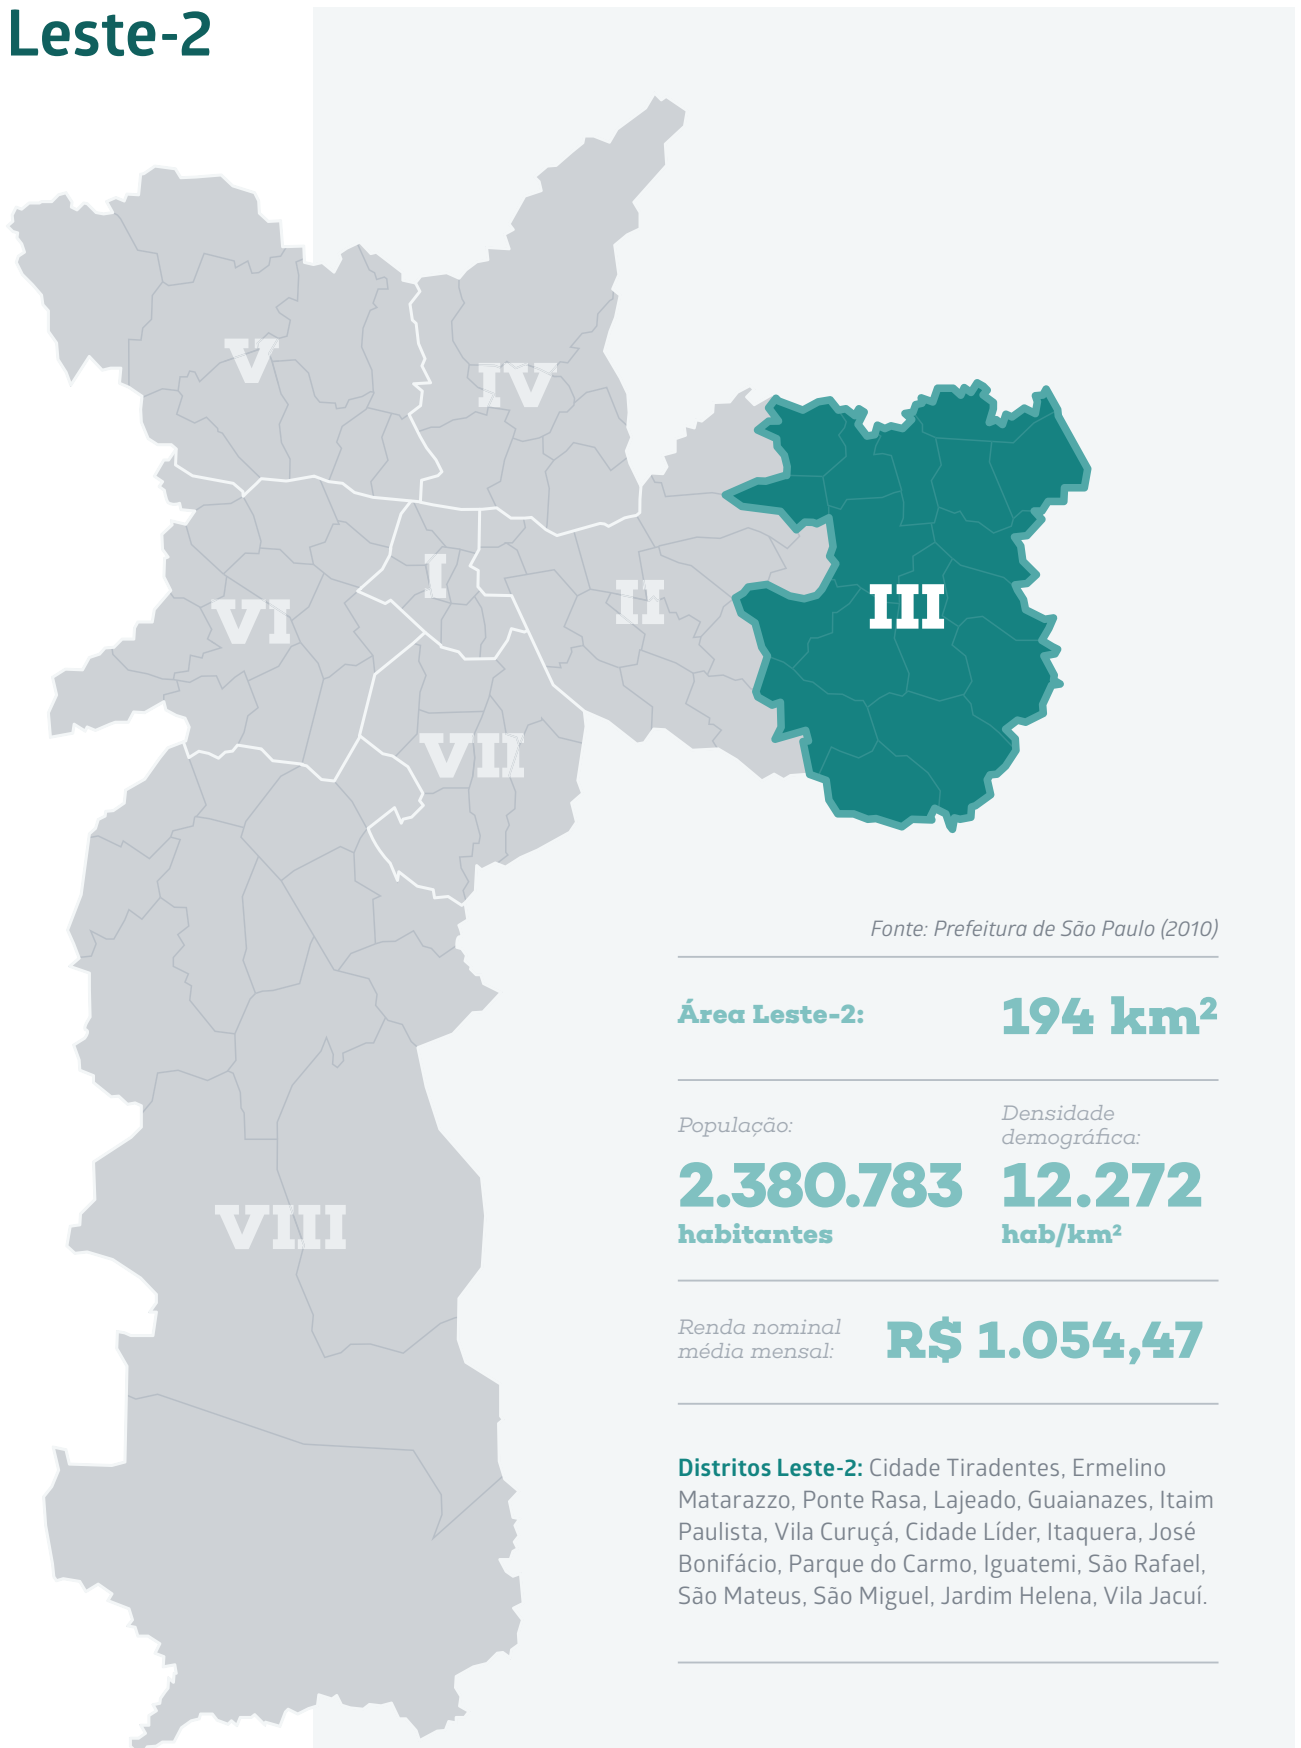 Leste-2
V
IV
III
I
II
VI
VII
VIII
Fonte: Prefeitura de São Paulo (2010)
Área Leste-2: 194 km²
População:
2.380.783
habitantes
Densidade
demográfica:
12.272
hab/km²
Renda nominal
média mensal:
R$ 1.054,47
Distritos Leste-2: Cidade Tiradentes, Ermelino
Matarazzo, Ponte Rasa, Lajeado, Guaianazes, Itaim
Paulista, Vila Curuçá, Cidade Líder, Itaquera, José
Bonifácio, Parque do Carmo, Iguatemi, São Rafael,
São Mateus, São Miguel, Jardim Helena, Vila Jacuí.